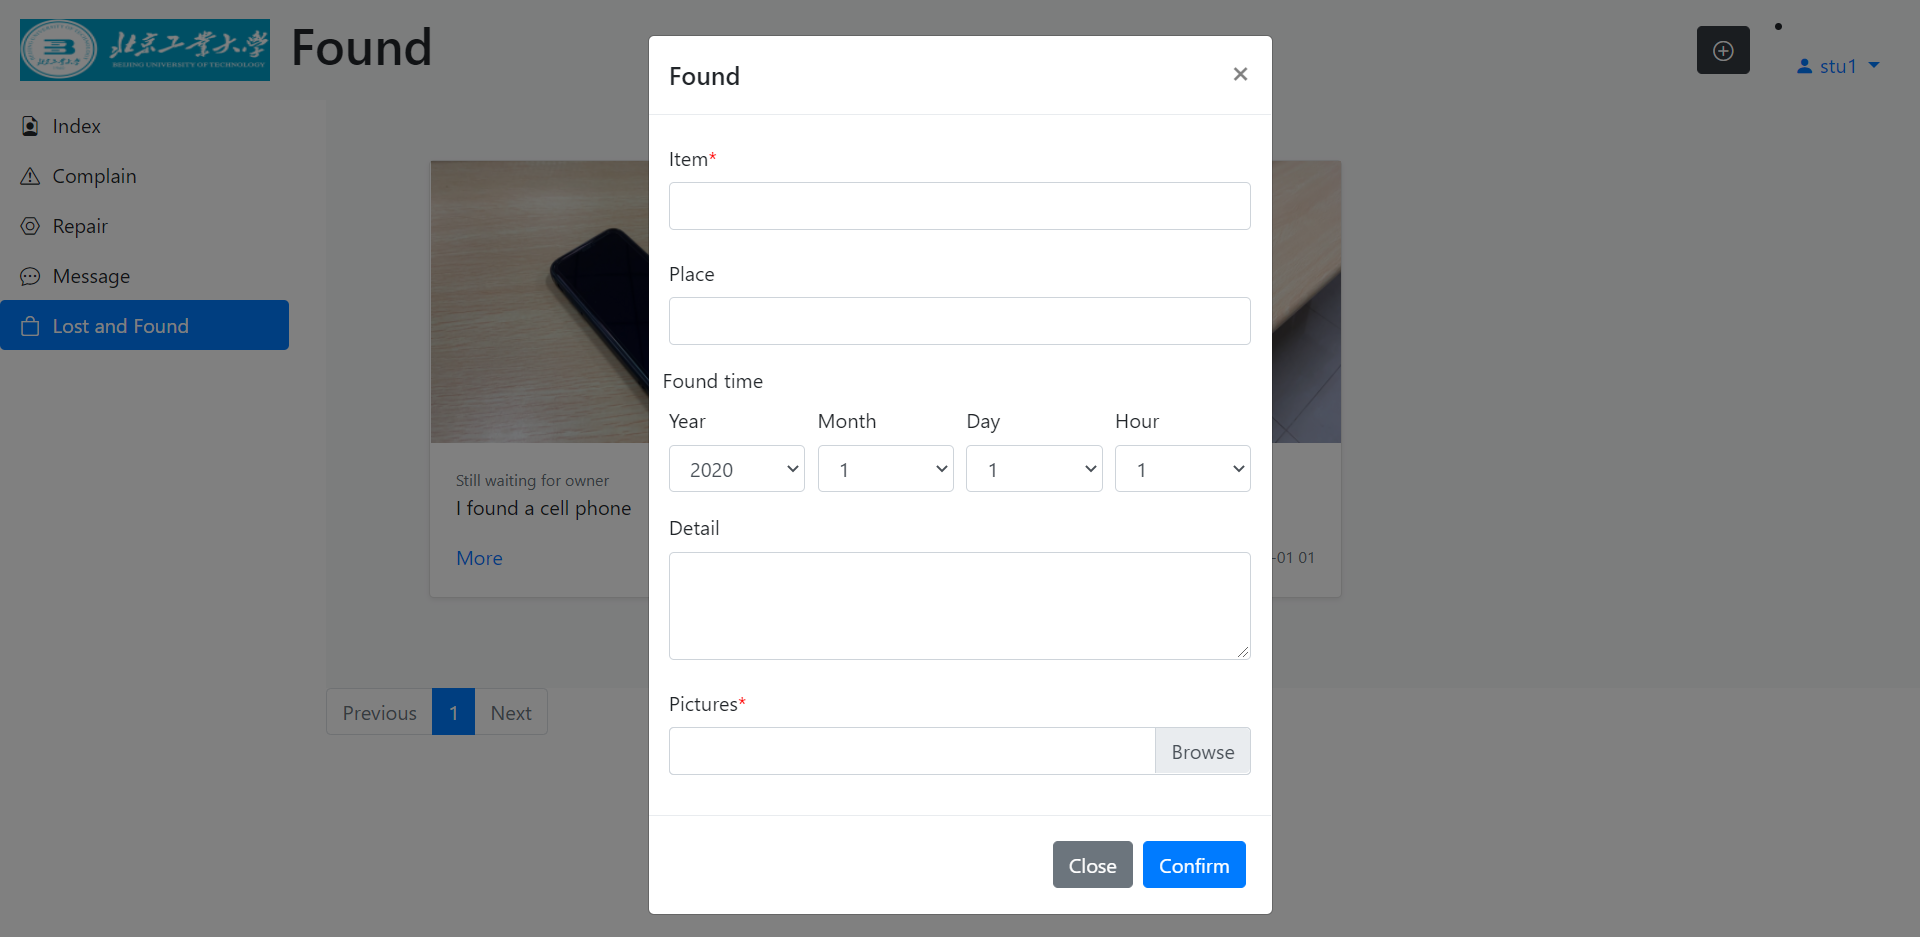 北京工业大学
BEIJING UNIVERSITY OF TECHNOLOGY
Found
stu1
Index
Complain
Repair
Message
Lost and Found
Still waiting for owner
I found a cell phone
More
-01 01
Previous
1
Next
Found
×
Item*
Place
Found time
Year
Month
Day
Hour
2020
1
1
1
Detail
Pictures*
Browse
Close
Confirm